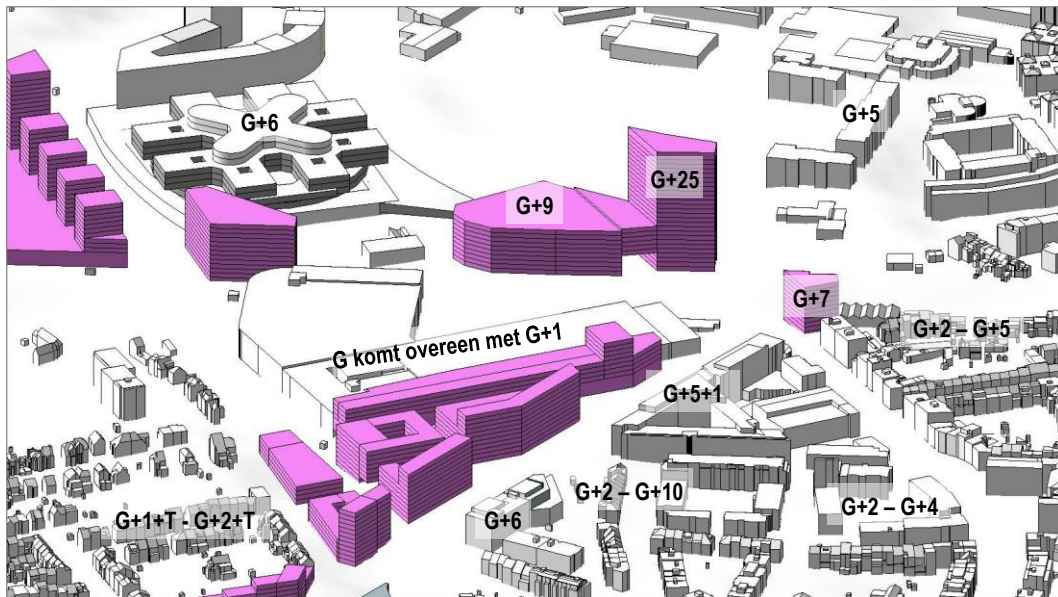 G+6
G+5
G+25
G+9
G+7
G+2 – G+5
G komt overeen met G+1
G+5+1
G+2 – G+10
G+2 – G+4
G+6
G+1+T - G+2+T